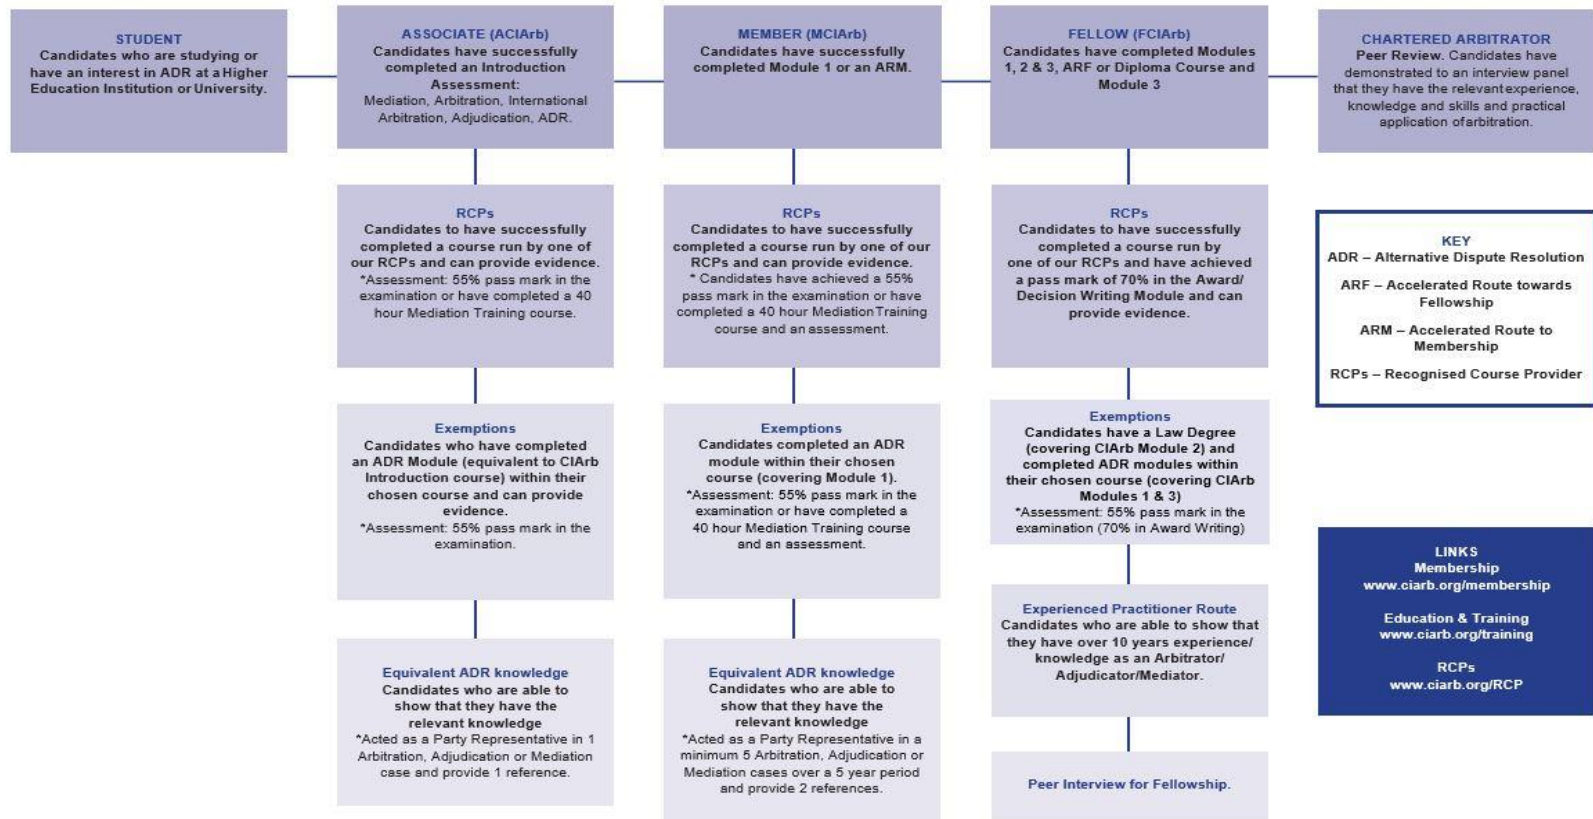 STUDENT
Candidates who are studying or
have an interest in ADR at a Higher
Education Institution or University.
ASSOCIATE (ACIArb)
Candidates have successfully
completed an Introduction
Assessment:
Mediation, Arbitration, International
Arbitration, Adjudication, ADR.
MEMBER (MCIArb)
Candidates have successfully
completed Module 1 or an ARM.
FELLOW (FCIArb)
Candidates have completed Modules
1, 2 & 3, ARF or Diploma Course and
Module 3
CHARTERED ARBITRATOR
Peer Review. Candidates have
demonstrated to an interview panel
that they have the relevant experience,
knowledge and skills and practical
application of arbitration.
RCPs
Candidates to have successfully
completed a course run by one of
our RCPs and can provide evidence.
*Assessment: 55% pass mark in the
examination or have completed a 40
hour Mediation Training course.
RCPs
Candidates to have successfully
completed a course run by one of our
RCPs and can provide evidence.
* Candidates have achieved a 55%
pass mark in the examination or have
completed a 40 hour Mediation Training
course and an assessment.
RCPs
Candidates to have successfully
completed a course run by
one of our RCPs and have achieved
a pass mark of 70% in the Award/
Decision Writing Module and can
provide evidence.
KEY
ADR – Alternative Dispute Resolution
ARF – Accelerated Route towards
Fellowship
ARM – Accelerated Route to
Membership
RCPs – Recognised Course Provider
Exemptions
Candidates who have completed
an ADR Module (equivalent to CIArb
Introduction course) within their
chosen course and can provide
evidence.
*Assessment: 55% pass mark in the
examination.
Exemptions
Candidates completed an ADR
module within their chosen
course (covering Module 1).
*Assessment: 55% pass mark in the
examination or have completed a
40 hour Mediation Training course
and an assessment.
Exemptions
Candidates have a Law Degree
(covering CIArb Module 2) and
completed ADR modules within
their chosen course (covering CIArb
Modules 1 & 3)
*Assessment: 55% pass mark in the
examination (70% in Award Writing)
LINKS
Membership
www.ciarb.org/membership
Education & Training
www.ciarb.org/training
RCPs
www.ciarb.org/RCP
Equivalent ADR knowledge
Candidates who are able to
show that they have the
relevant knowledge
*Acted as a Party Representative in 1
Arbitration, Adjudication or Mediation
case and provide 1 reference.
Equivalent ADR knowledge
Candidates who are able to
show that they have the
relevant knowledge
*Acted as a Party Representative in a
minimum 5 Arbitration, Adjudication or
Mediation cases over a 5 year period
and provide 2 references.
Experienced Practitioner Route
Candidates who are able to show that
they have over 10 years experience/
knowledge as an Arbitrator/
Adjudicator/Mediator.
Peer Interview for Fellowship.